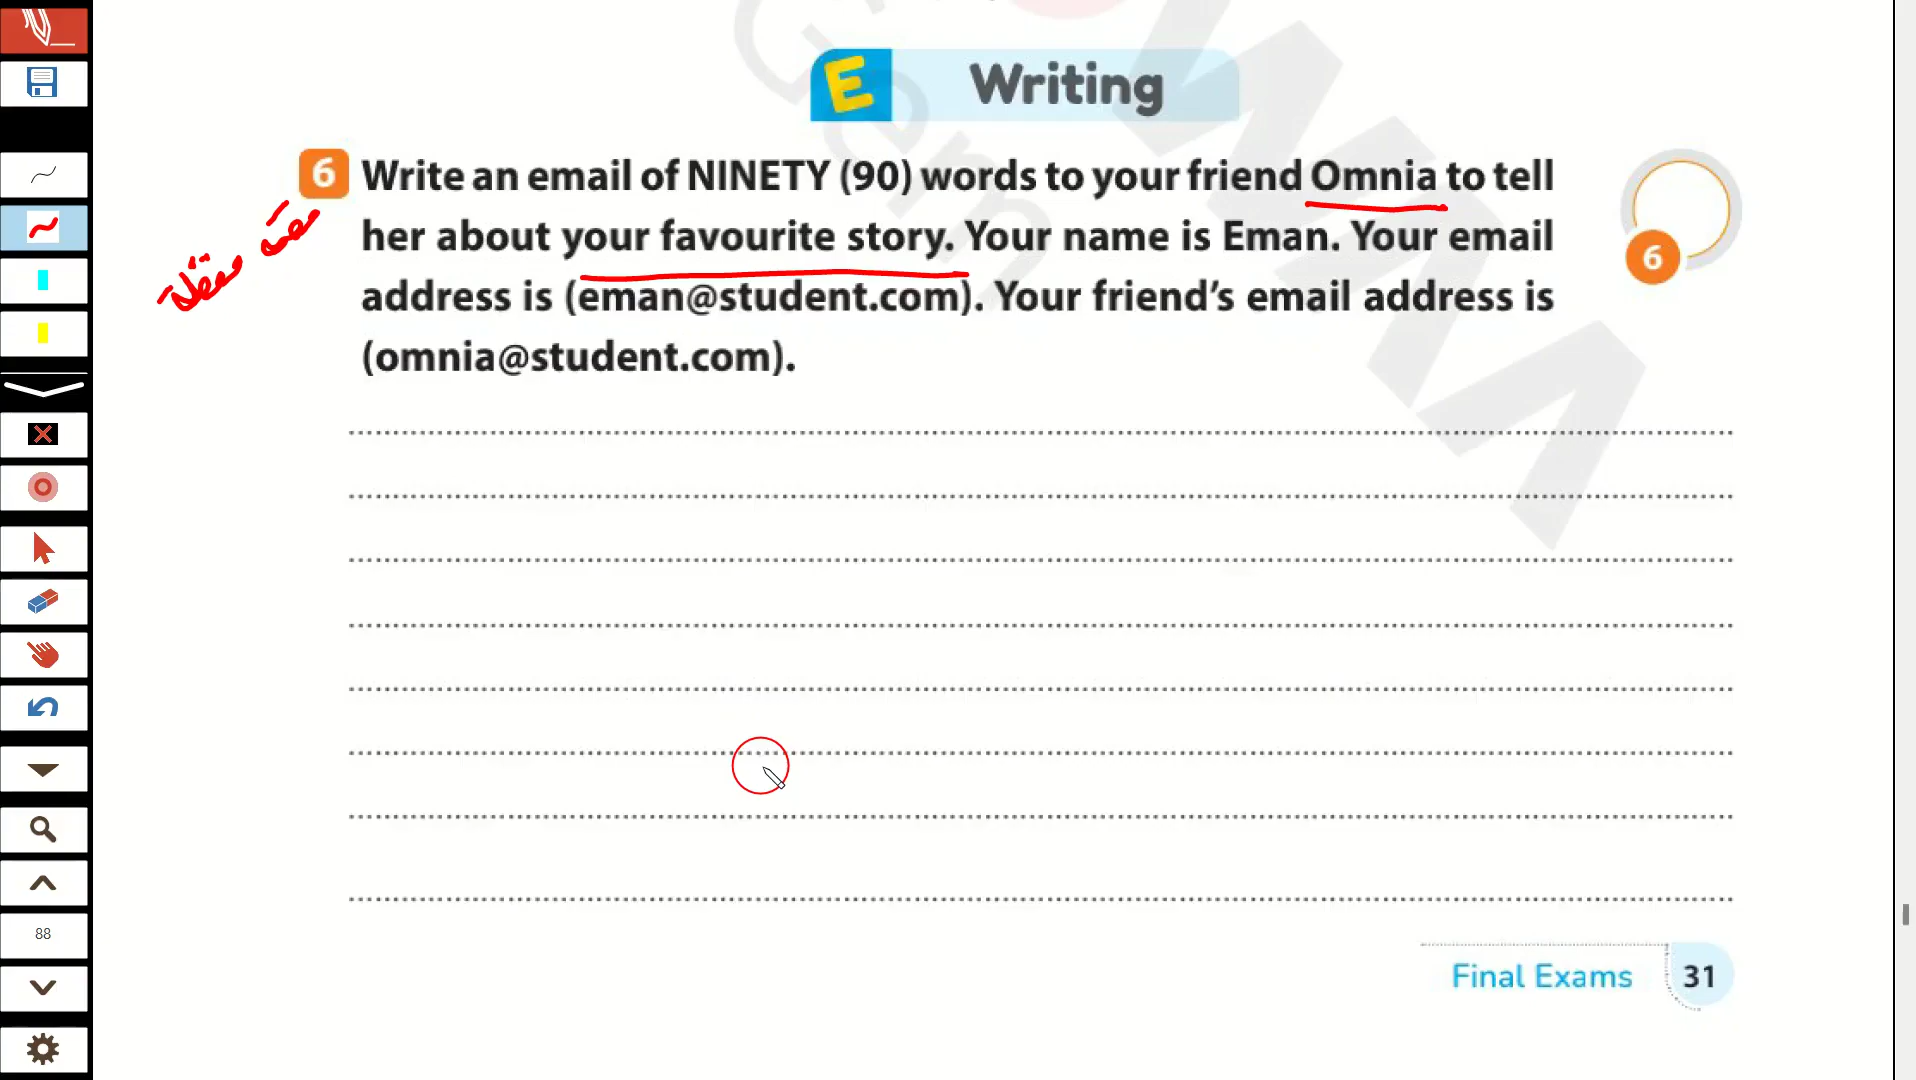 E Writing
6 Write an email of NINETY (90) words to your friend Omnia to tell
her about your favourite story. Your name is Eman. Your email
address is (eman@student.com). Your friend's email address is
(omnia@student.com).
6
قصة
88
Final Exams 31